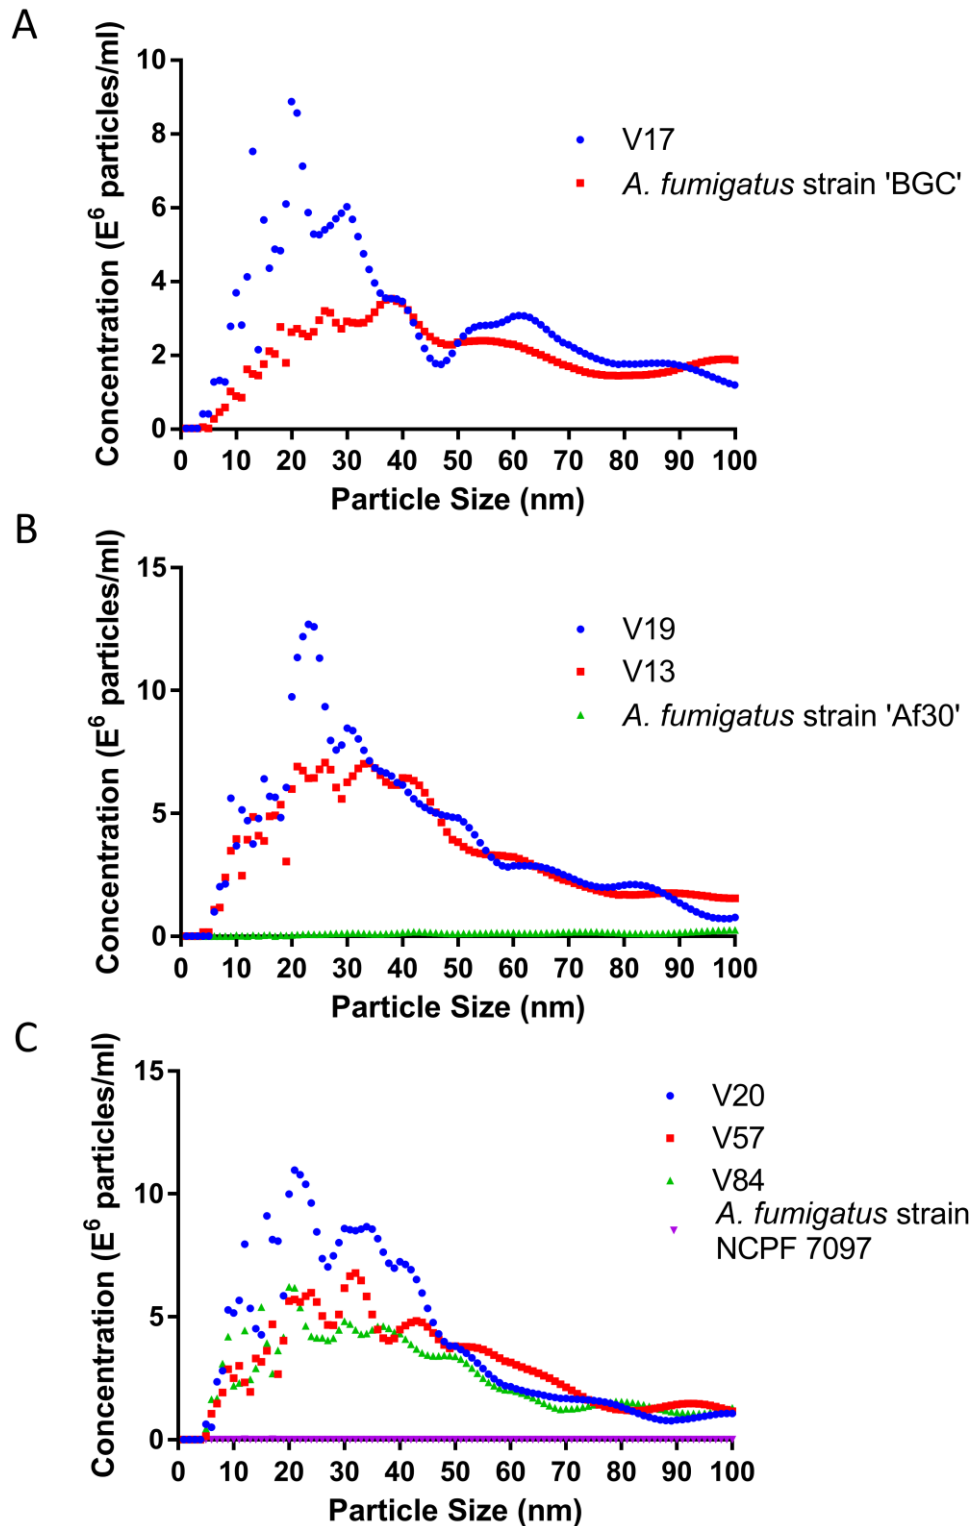 A
Concentration (E⁶ particles/ml)
10
8
6
4
2
0
0 10 20 30 40 50 60 70 80 90 100
Particle Size (nm)
V17
A. fumigatus strain 'BGC'
B
Concentration (E⁶ particles/ml)
15
10
5
0
0 10 20 30 40 50 60 70 80 90 100
Particle Size (nm)
V19
V13
A. fumigatus strain 'Af30'
C
Concentration (E⁶ particles/ml)
15
10
5
0
0 10 20 30 40 50 60 70 80 90 100
Particle Size (nm)
V20
V57
V84
A. fumigatus strain
NCPF 7097